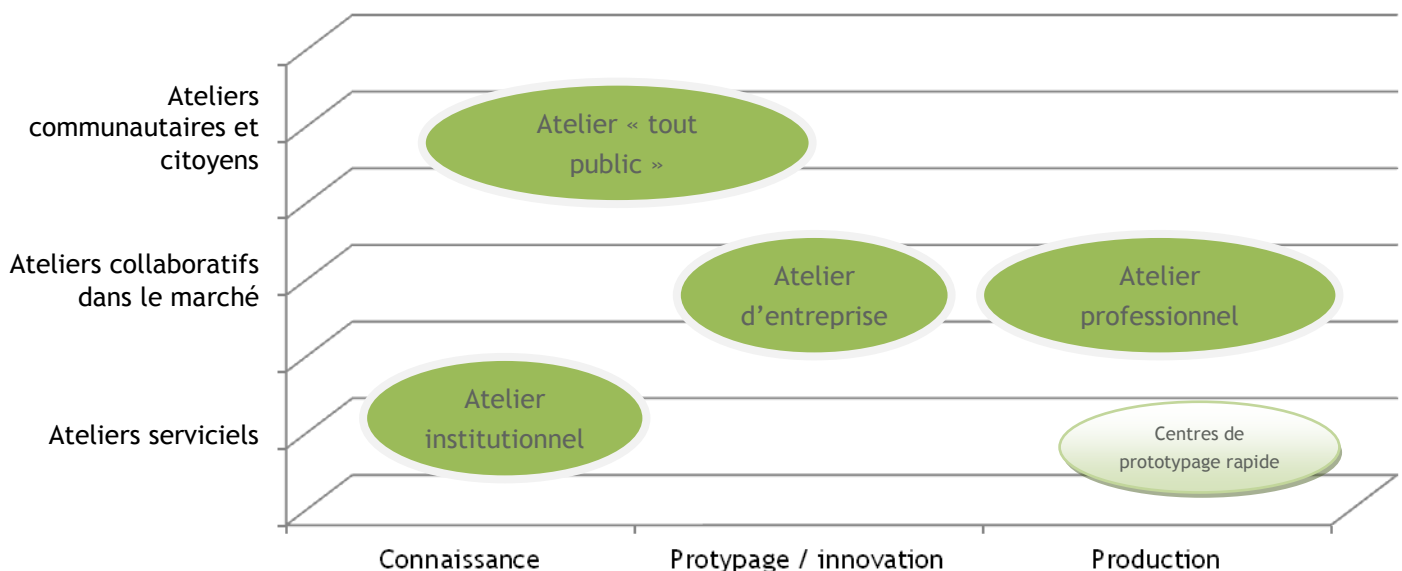 Ateliers
communautaires et
citoyens
Atelier « tout
public »
Ateliers collaboratifs
dans le marché
Atelier
d’entreprise
Atelier
professionnel
Ateliers serviciels
Atelier
institutionnel
Centres de
prototypage rapide
Connaissance
Protypage / innovation
Production